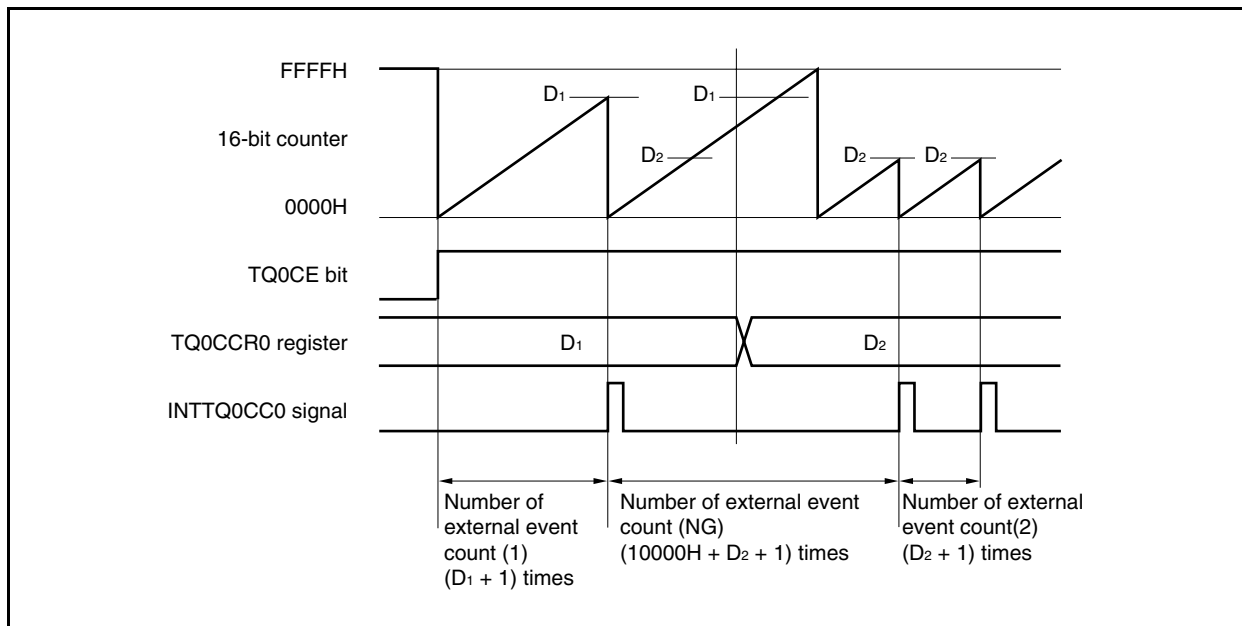 FFFFH
D1
D1
16-bit counter
D2
D2
D2
0000H
TQ0CE bit
TQ0CCR0 register
D1
D2
INTTQ0CC0 signal
Number of
external event
count (1)
(D1 + 1) times
Number of external event
count (NG)
(10000H + D2 + 1) times
Number of external
event count(2)
(D2 + 1) times